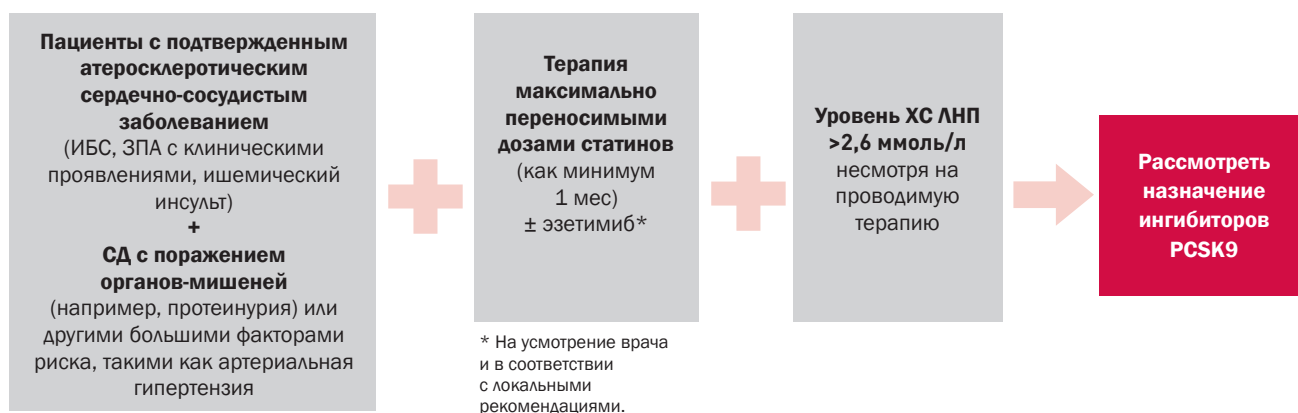 Пациенты с подтвержденным
атеросклеротическим
сердечно-сосудистым
заболеванием
(ИБС, ЗПА с клиническими
проявлениями, ишемический
инсульт)
+
СД с поражением
органов-мишеней
(например, протеинурия) или
другими большими факторами
риска, такими как артериальная
гипертензия
Терапия
максимально
переносимыми
дозами статинов
(как минимум
1 мес)
± эзетимиб*
* На усмотрение врача
и в соответствии
с локальными
рекомендациями.
Уровень ХС ЛНП
>2,6 ммоль/л
несмотря на
проводимую
терапию
Рассмотреть
назначение
ингибиторов
PCSK9